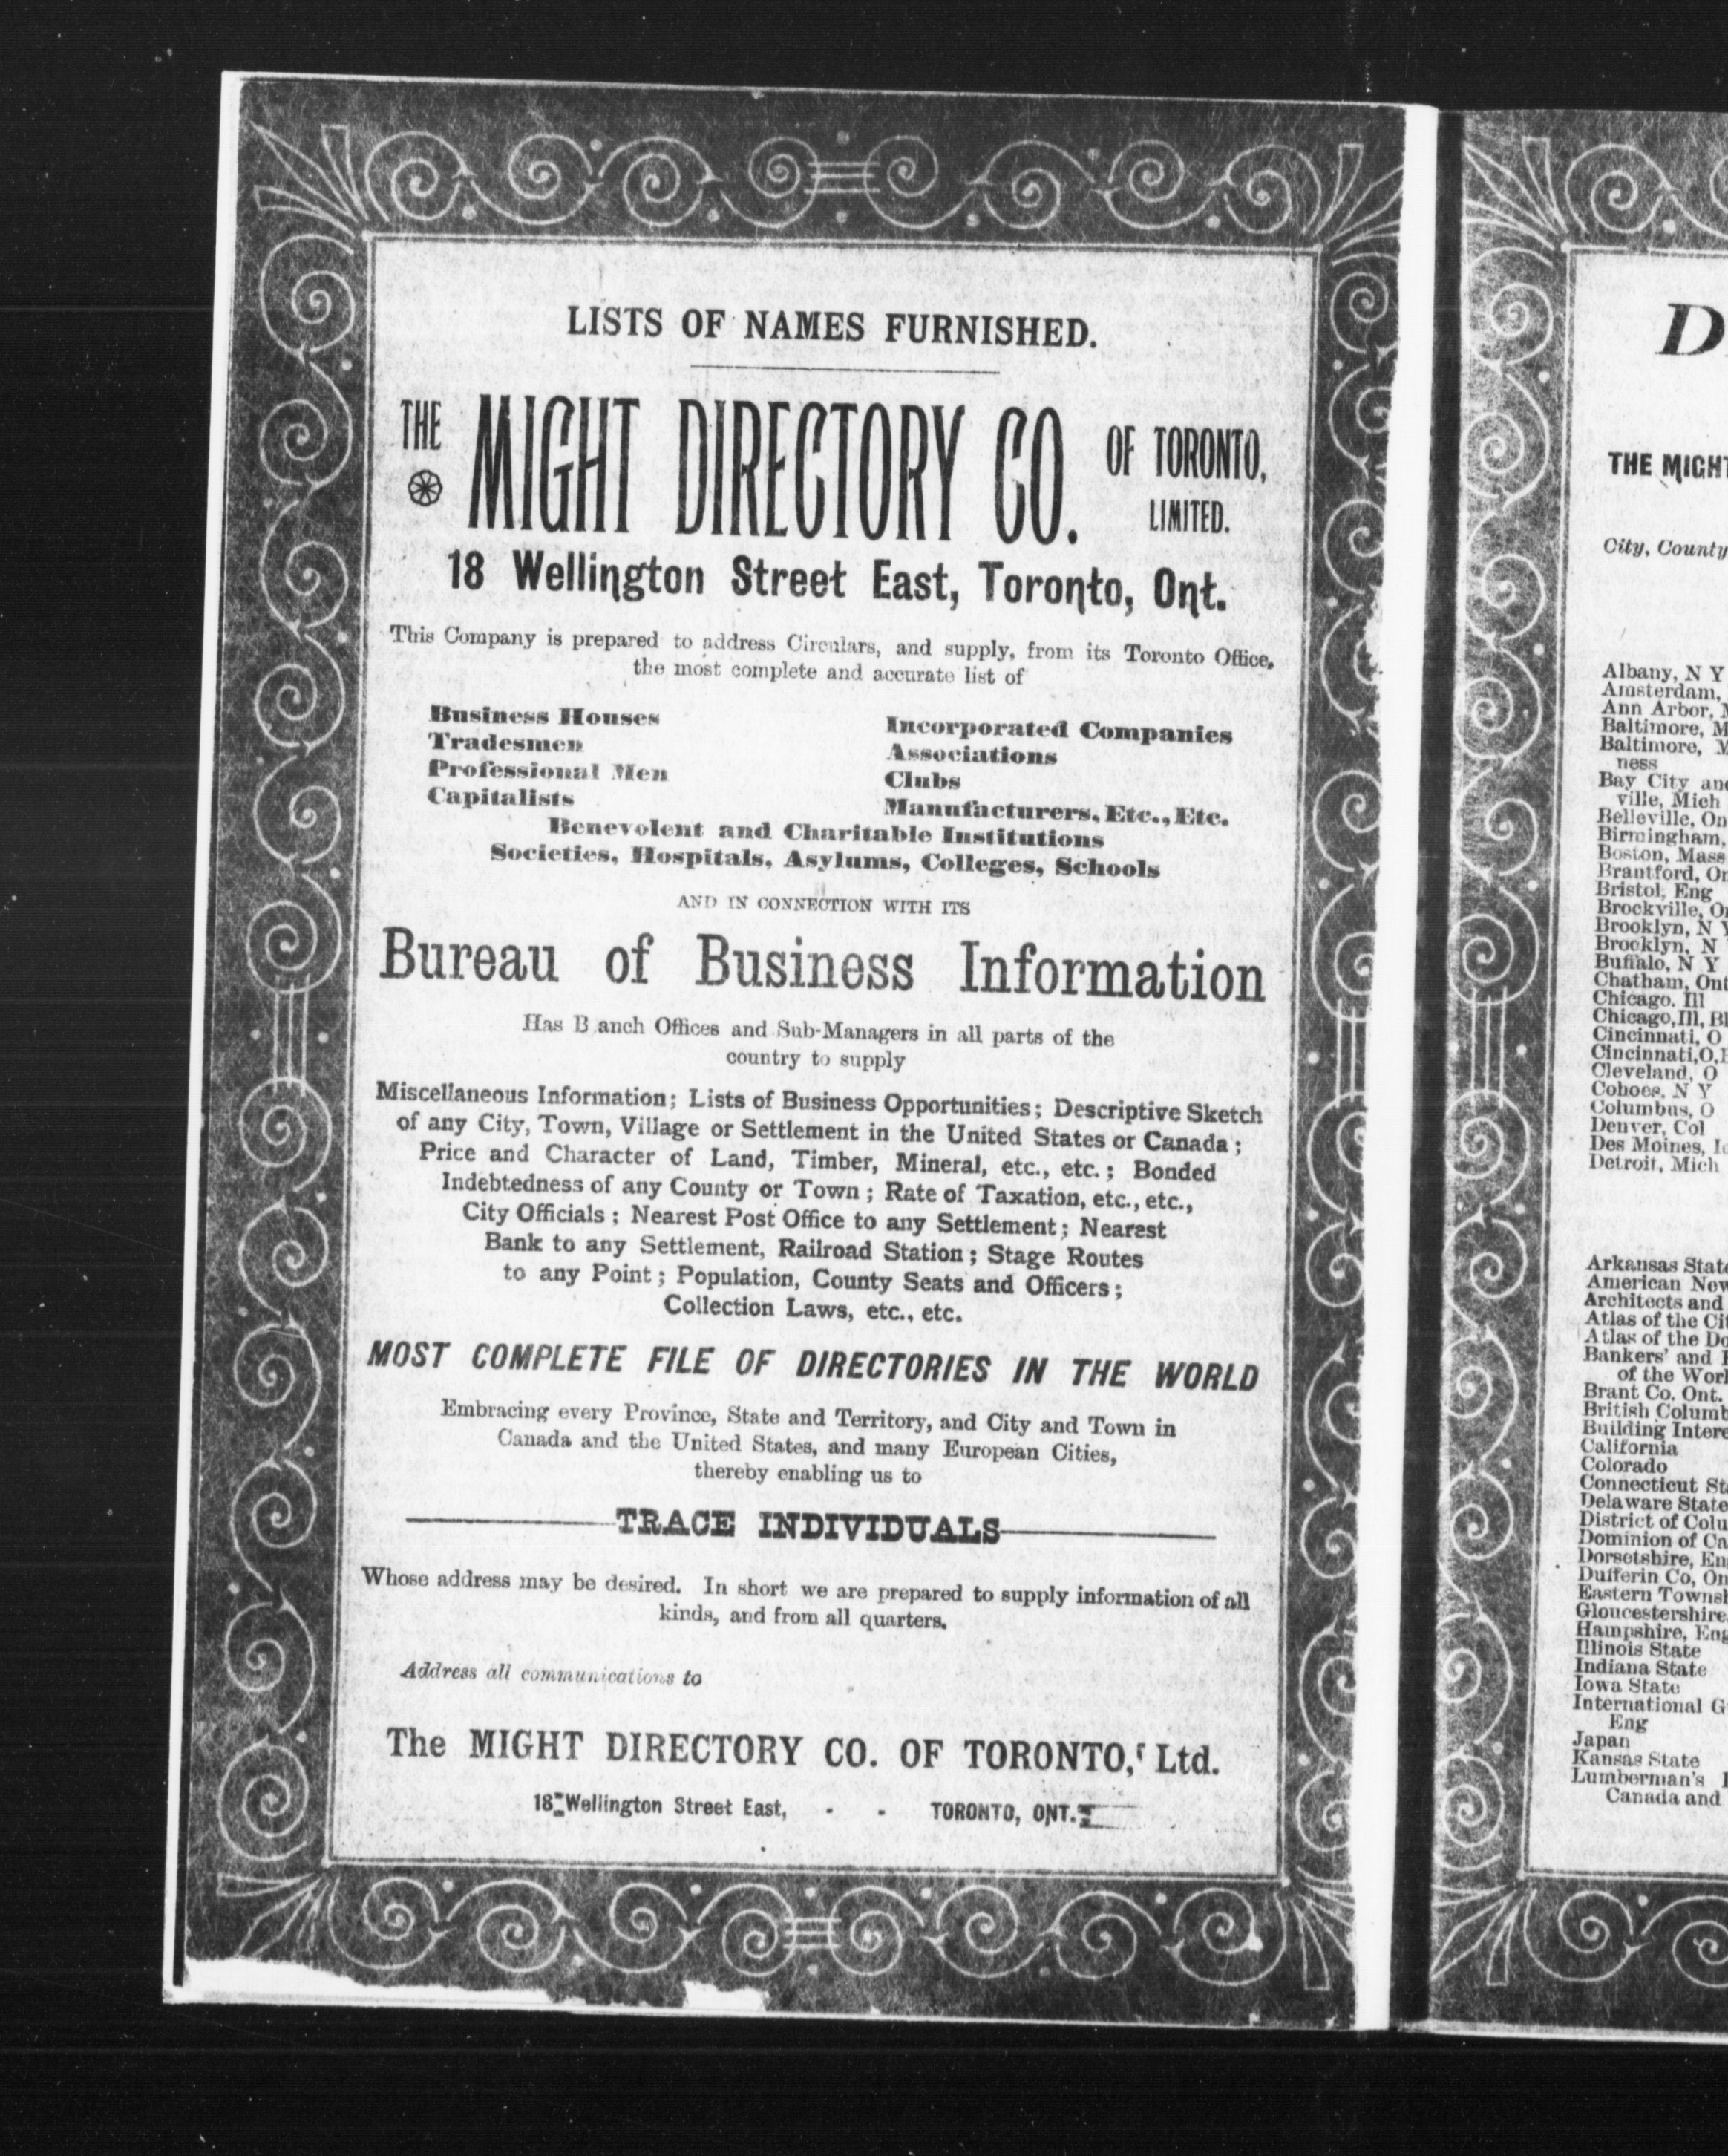 LISTS OF NAMES FURNISHED.
THE MIGHT DIRECTORY CO. OF TORONTO, LIMITED.
18 Wellington Street East, Toronto, Ont.
This Company is prepared to address Circulars, and supply, from its Toronto Office,
the most complete and accurate list of
Business Houses
Tradesmen
Professional Men
Capitalists
Incorporated Companies
Associations
Clubs
Manufacturers, Etc., Etc.
Benevolent and Charitable Institutions
Societies, Hospitals, Asylums, Colleges, Schools
AND IN CONNECTION WITH ITS
Bureau of Business Information
Has B anch Offices and Sub-Managers in all parts of the
country to supply
Miscellaneous Information; Lists of Business Opportunities; Descriptive Sketch
of any City, Town, Village or Settlement in the United States or Canada;
Price and Character of Land, Timber, Mineral, etc., etc.; Bonded
Indebtedness of any County or Town; Rate of Taxation, etc., etc.,
City Officials; Nearest Post Office to any Settlement; Nearest
Bank to any Settlement, Railroad Station; Stage Routes
to any Point; Population, County Seats and Officers;
Collection Laws, etc., etc.
MOST COMPLETE FILE OF DIRECTORIES IN THE WORLD
Embracing every Province, State and Territory, and City and Town in
Canada and the United States, and many European Cities,
thereby enabling us to
TRACE INDIVIDUALS
Whose address may be desired. In short we are prepared to supply information of all
kinds, and from all quarters.
Address all communications to
The MIGHT DIRECTORY CO. OF TORONTO, Ltd.
18 Wellington Street East, - - TORONTO, ONT.
D
THE MIGHT
City, County
Albany, N Y
Amsterdam,
Ann Arbor,
Baltimore, M
Baltimore,
ness
Bay City and
ville, Mich
Belleville, On
Birmingham,
Boston, Mass
Brantford, On
Bristol, Eng
Brockville, On
Brooklyn, N Y
Brooklyn, N
Buffalo, N Y
Chatham, Ont
Chicago. Ill
Chicago, Ill, Bl
Cincinnati, O
Cincinnati,O,
Cleveland, O
Cohoes, N Y
Columbus, O
Denver, Col
Des Moines, Io
Detroit, Mich
Arkansas State
American New
Architects and
Atlas of the Cit
Atlas of the Do
Bankers' and
of the Worl
Brant Co. Ont.
British Columb
Building Intere
California
Colorado
Connecticut Sta
Delaware State
District of Colu
Dominion of Ca
Dorsetshire, Eng
Dufferin Co, On
Eastern Townsh
Gloucestershire,
Hampshire, Eng
Illinois State
Indiana State
Iowa State
International G
Eng
Japan
Kansas State
Lumberman's
Canada and